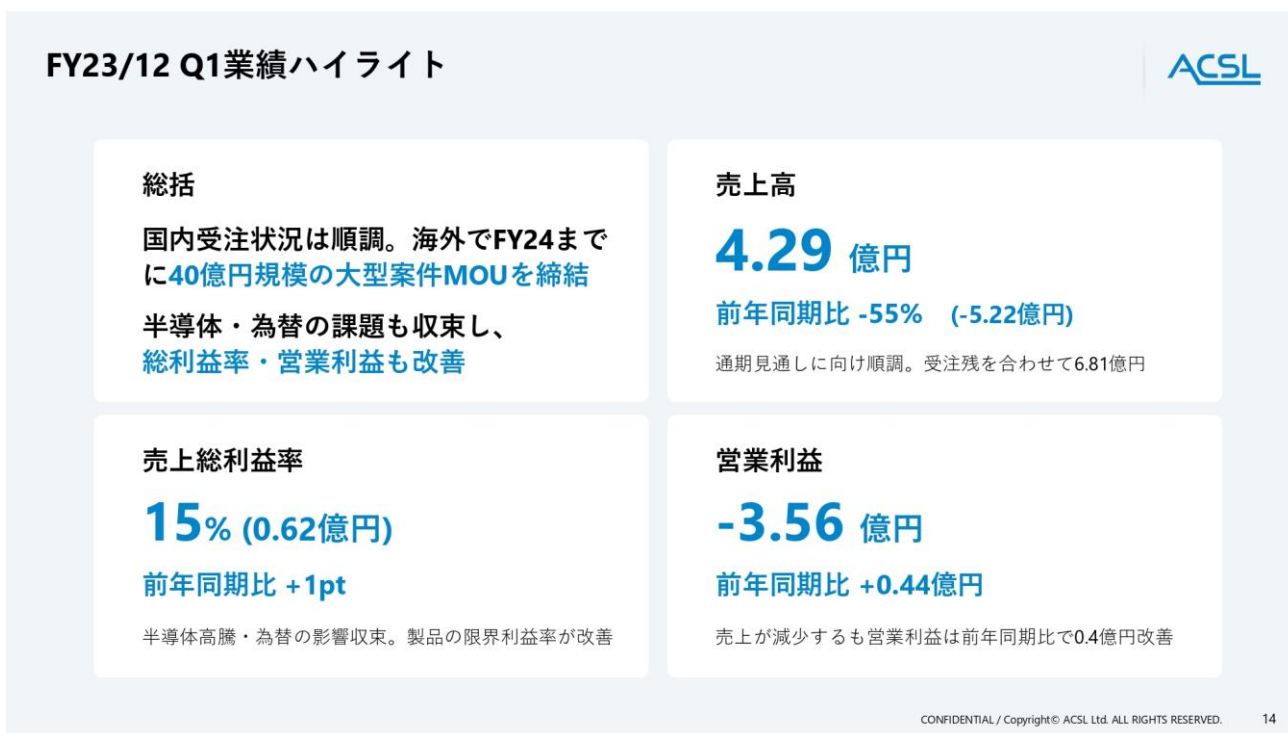 FY23/12 Q1業績ハイライト
ACSL
総括
国内受注状況は順調。海外でFY24まで
に40億円規模の大型案件MOUを締結
半導体・為替の課題も収束し、
総利益率・営業利益も改善
売上高
4.29 億円
前年同期比 -55% (-5.22億円)
通期見通しに向け順調。受注残を合わせて6.81億円
売上総利益率
15% (0.62億円)
前年同期比 +1pt
半導体高騰・為替の影響収束。製品の限界利益率が改善
営業利益
-3.56 億円
前年同期比 +0.44億円
売上が減少するも営業利益は前年同期比で0.4億円改善
CONFIDENTIAL / Copyright© ACSL Ltd. ALL RIGHTS RESERVED. 14